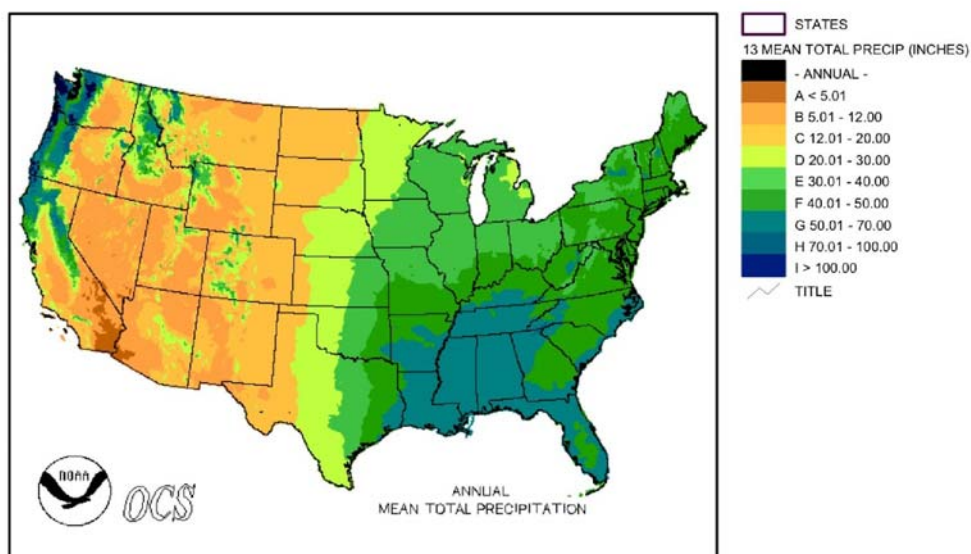 STATES
13 MEAN TOTAL PRECIP (INCHES)
- ANNUAL -
A < 5.01
B 5.01 - 12.00
C 12.01 - 20.00
D 20.01 - 30.00
E 30.01 - 40.00
F 40.01 - 50.00
G 50.01 - 70.00
H 70.01 - 100.00
I > 100.00
TITLE
NOAA
OCS
ANNUAL
MEAN TOTAL PRECIPITATION